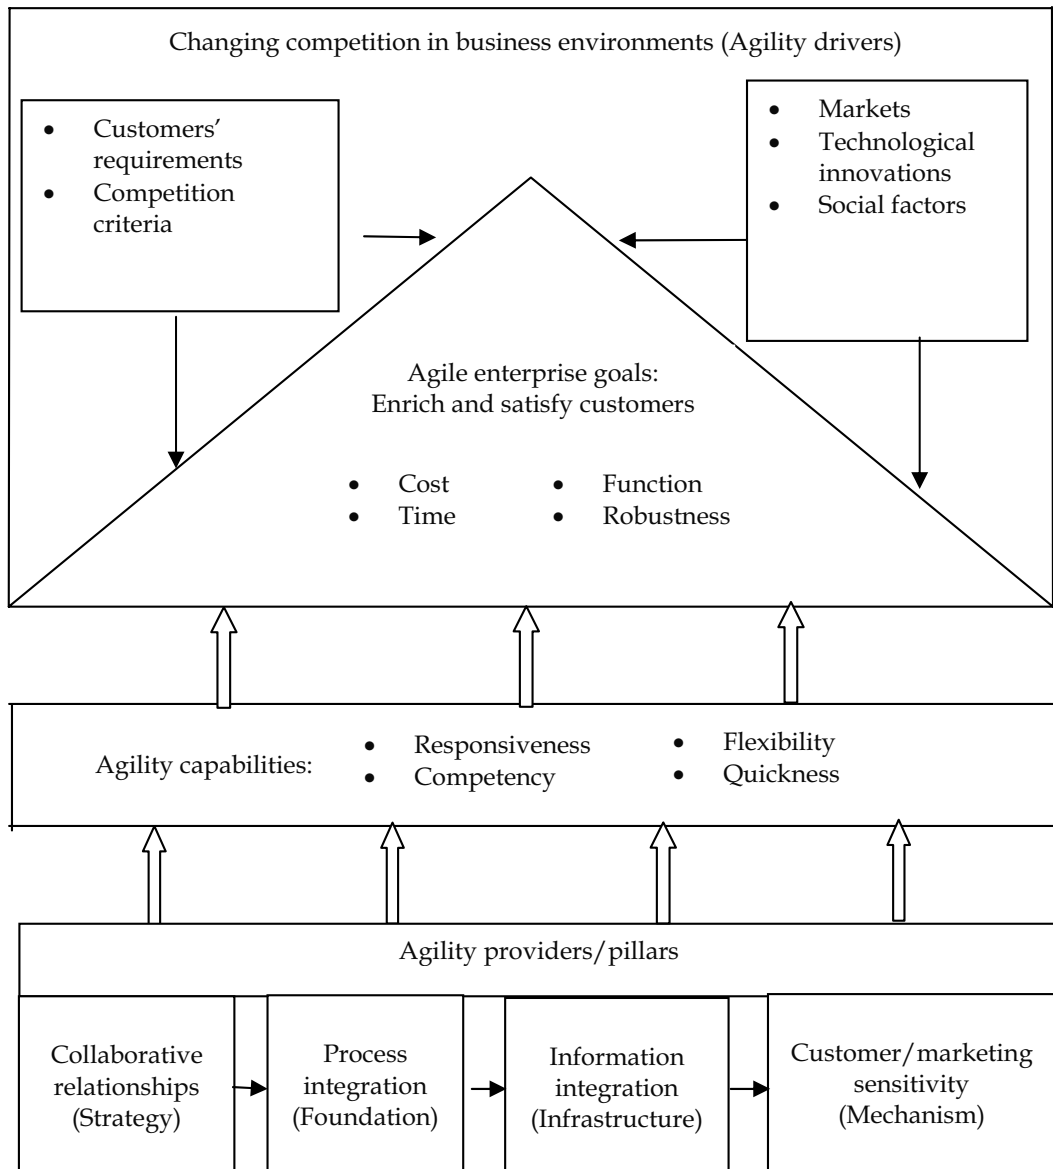 Changing competition in business environments (Agility drivers)
• Customers’
requirements
• Competition
criteria
• Markets
• Technological
innovations
• Social factors
Agile enterprise goals:
Enrich and satisfy customers
• Cost
• Time
• Function
• Robustness
Agility capabilities:
• Responsiveness
• Competency
• Flexibility
• Quickness
Agility providers/pillars
Collaborative
relationships
(Strategy)
Process
integration
(Foundation)
Information
integration
(Infrastructure)
Customer/marketing
sensitivity
(Mechanism)